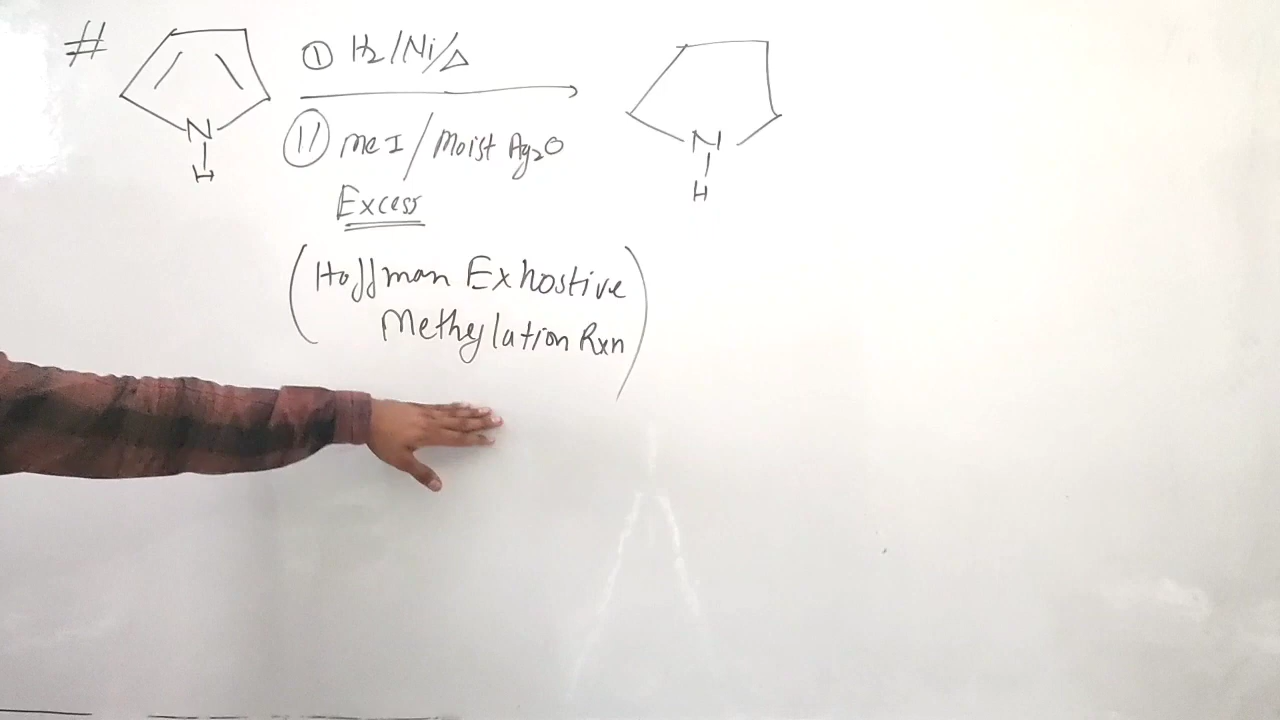 # ① H₂/Ni/△
N
H
⑪ MeI/Moist Ag₂O
Excess
N
H
(Hoffman Exhostive
Methylation Rxn)